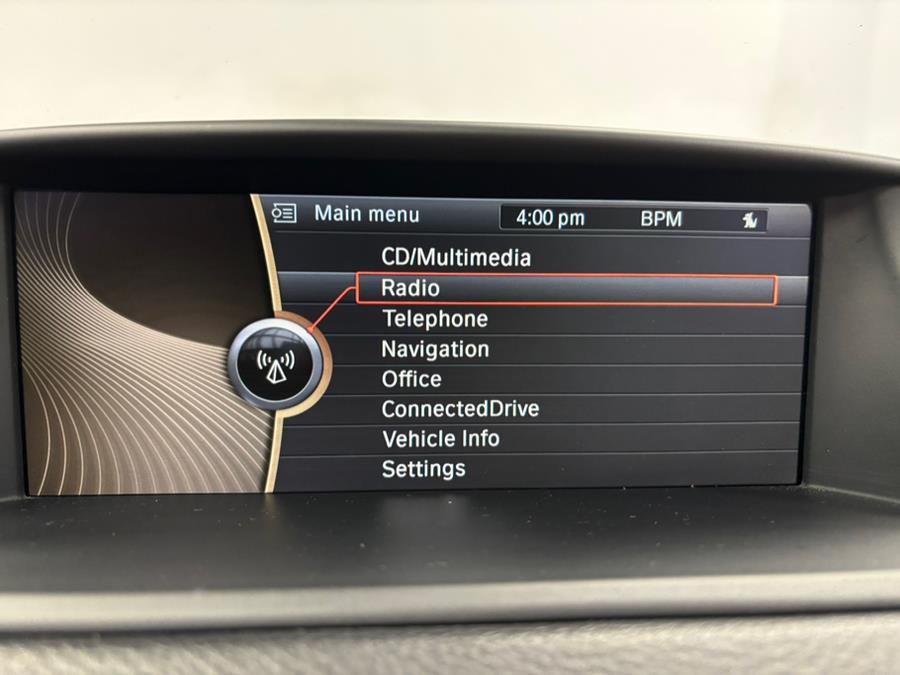 Main menu 4:00 pm BPM
CD/Multimedia
Radio
Telephone
Navigation
Office
ConnectedDrive
Vehicle Info
Settings